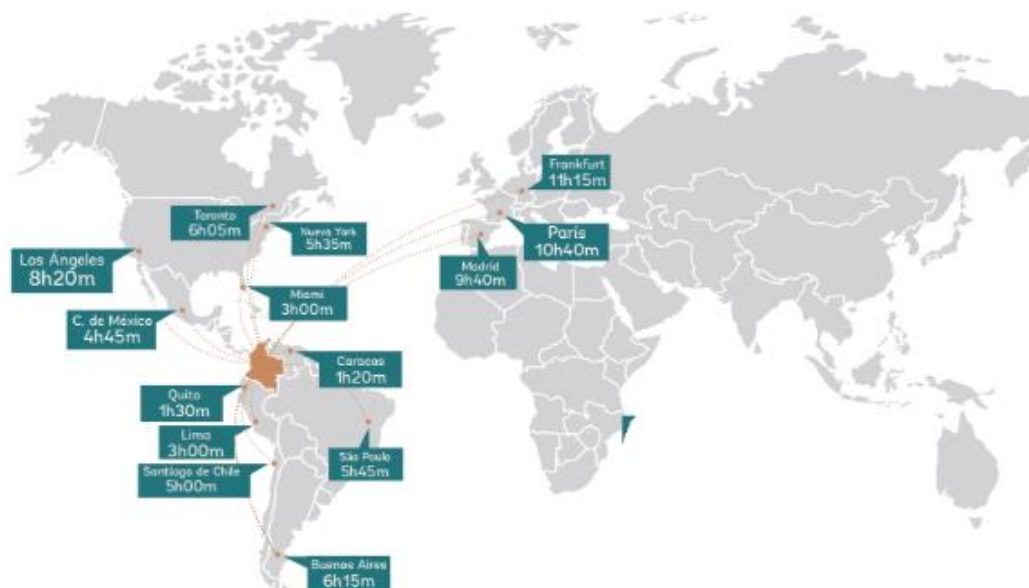 Frankfurt
11h15m
Toronto
6h05m
Nueva York
5h35m
París
10h40m
Los Ángeles
8h20m
Madrid
9h40m
Miami
3h00m
C. de México
4h45m
Caracas
1h20m
Quito
1h30m
Lima
3h00m
São Paulo
5h45m
Santiago de Chile
5h00m
Buenos Aires
6h15m